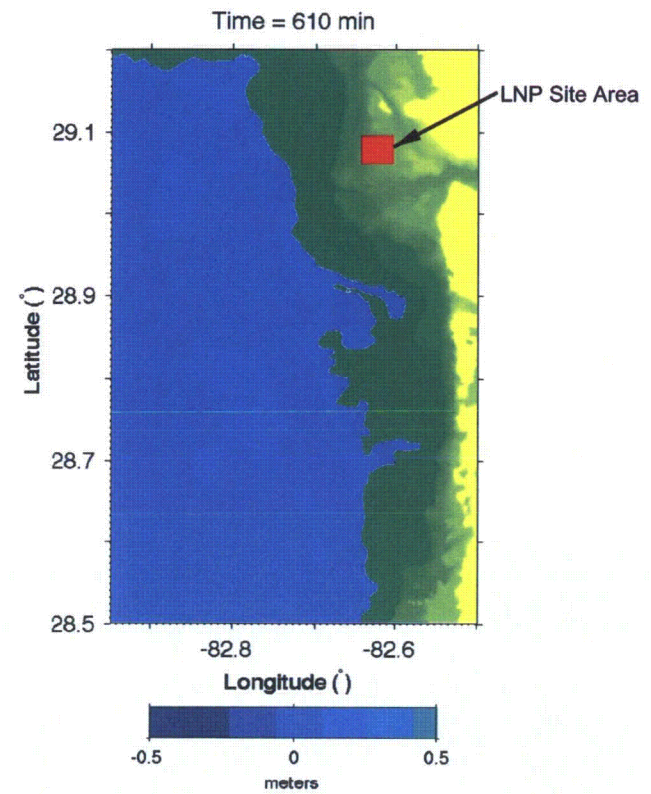 Time = 610 min
LNP Site Area
29.1
28.9
28.7
28.5
Latitude (°)
-82.8 -82.6
Longitude (°)
-0.5 0 0.5
meters